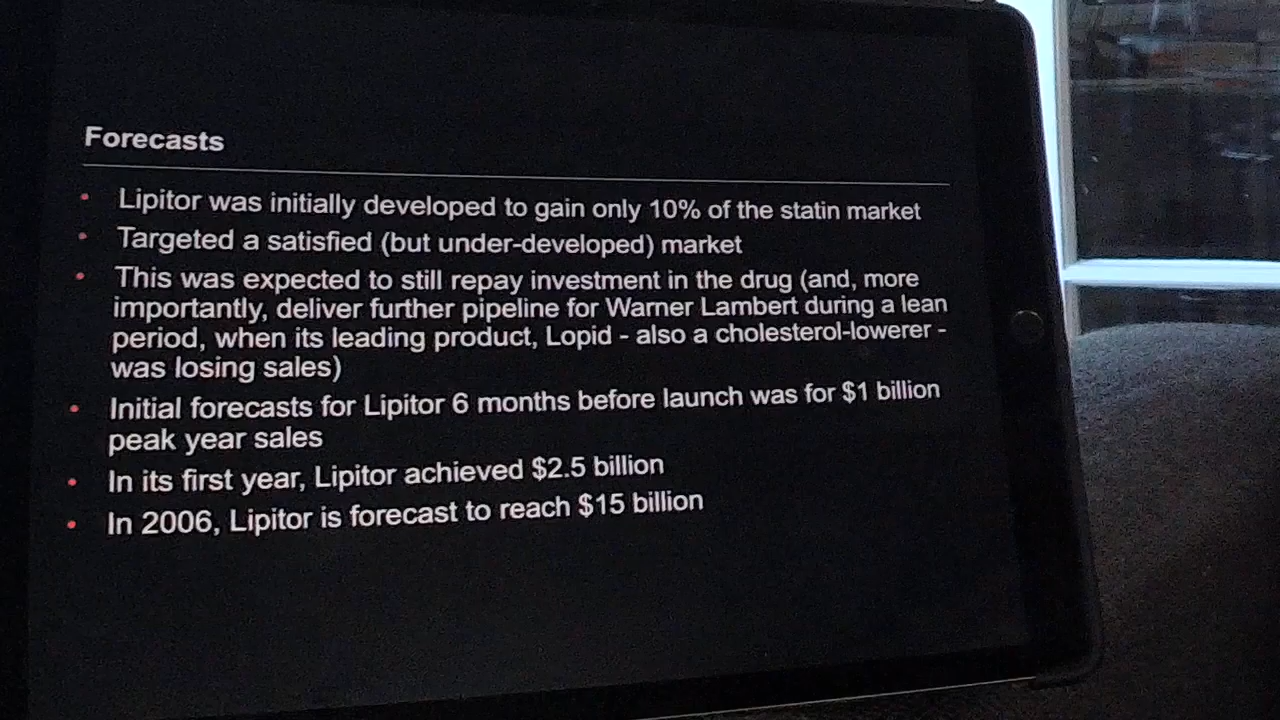 Forecasts
• Lipitor was initially developed to gain only 10% of the statin market
• Targeted a satisfied (but under-developed) market
• This was expected to still repay investment in the drug (and, more
importantly, deliver further pipeline for Warner Lambert during a lean
period, when its leading product, Lopid - also a cholesterol-lowerer -
was losing sales)
• Initial forecasts for Lipitor 6 months before launch was for $1 billion
peak year sales
• In its first year, Lipitor achieved $2.5 billion
• In 2006, Lipitor is forecast to reach $15 billion